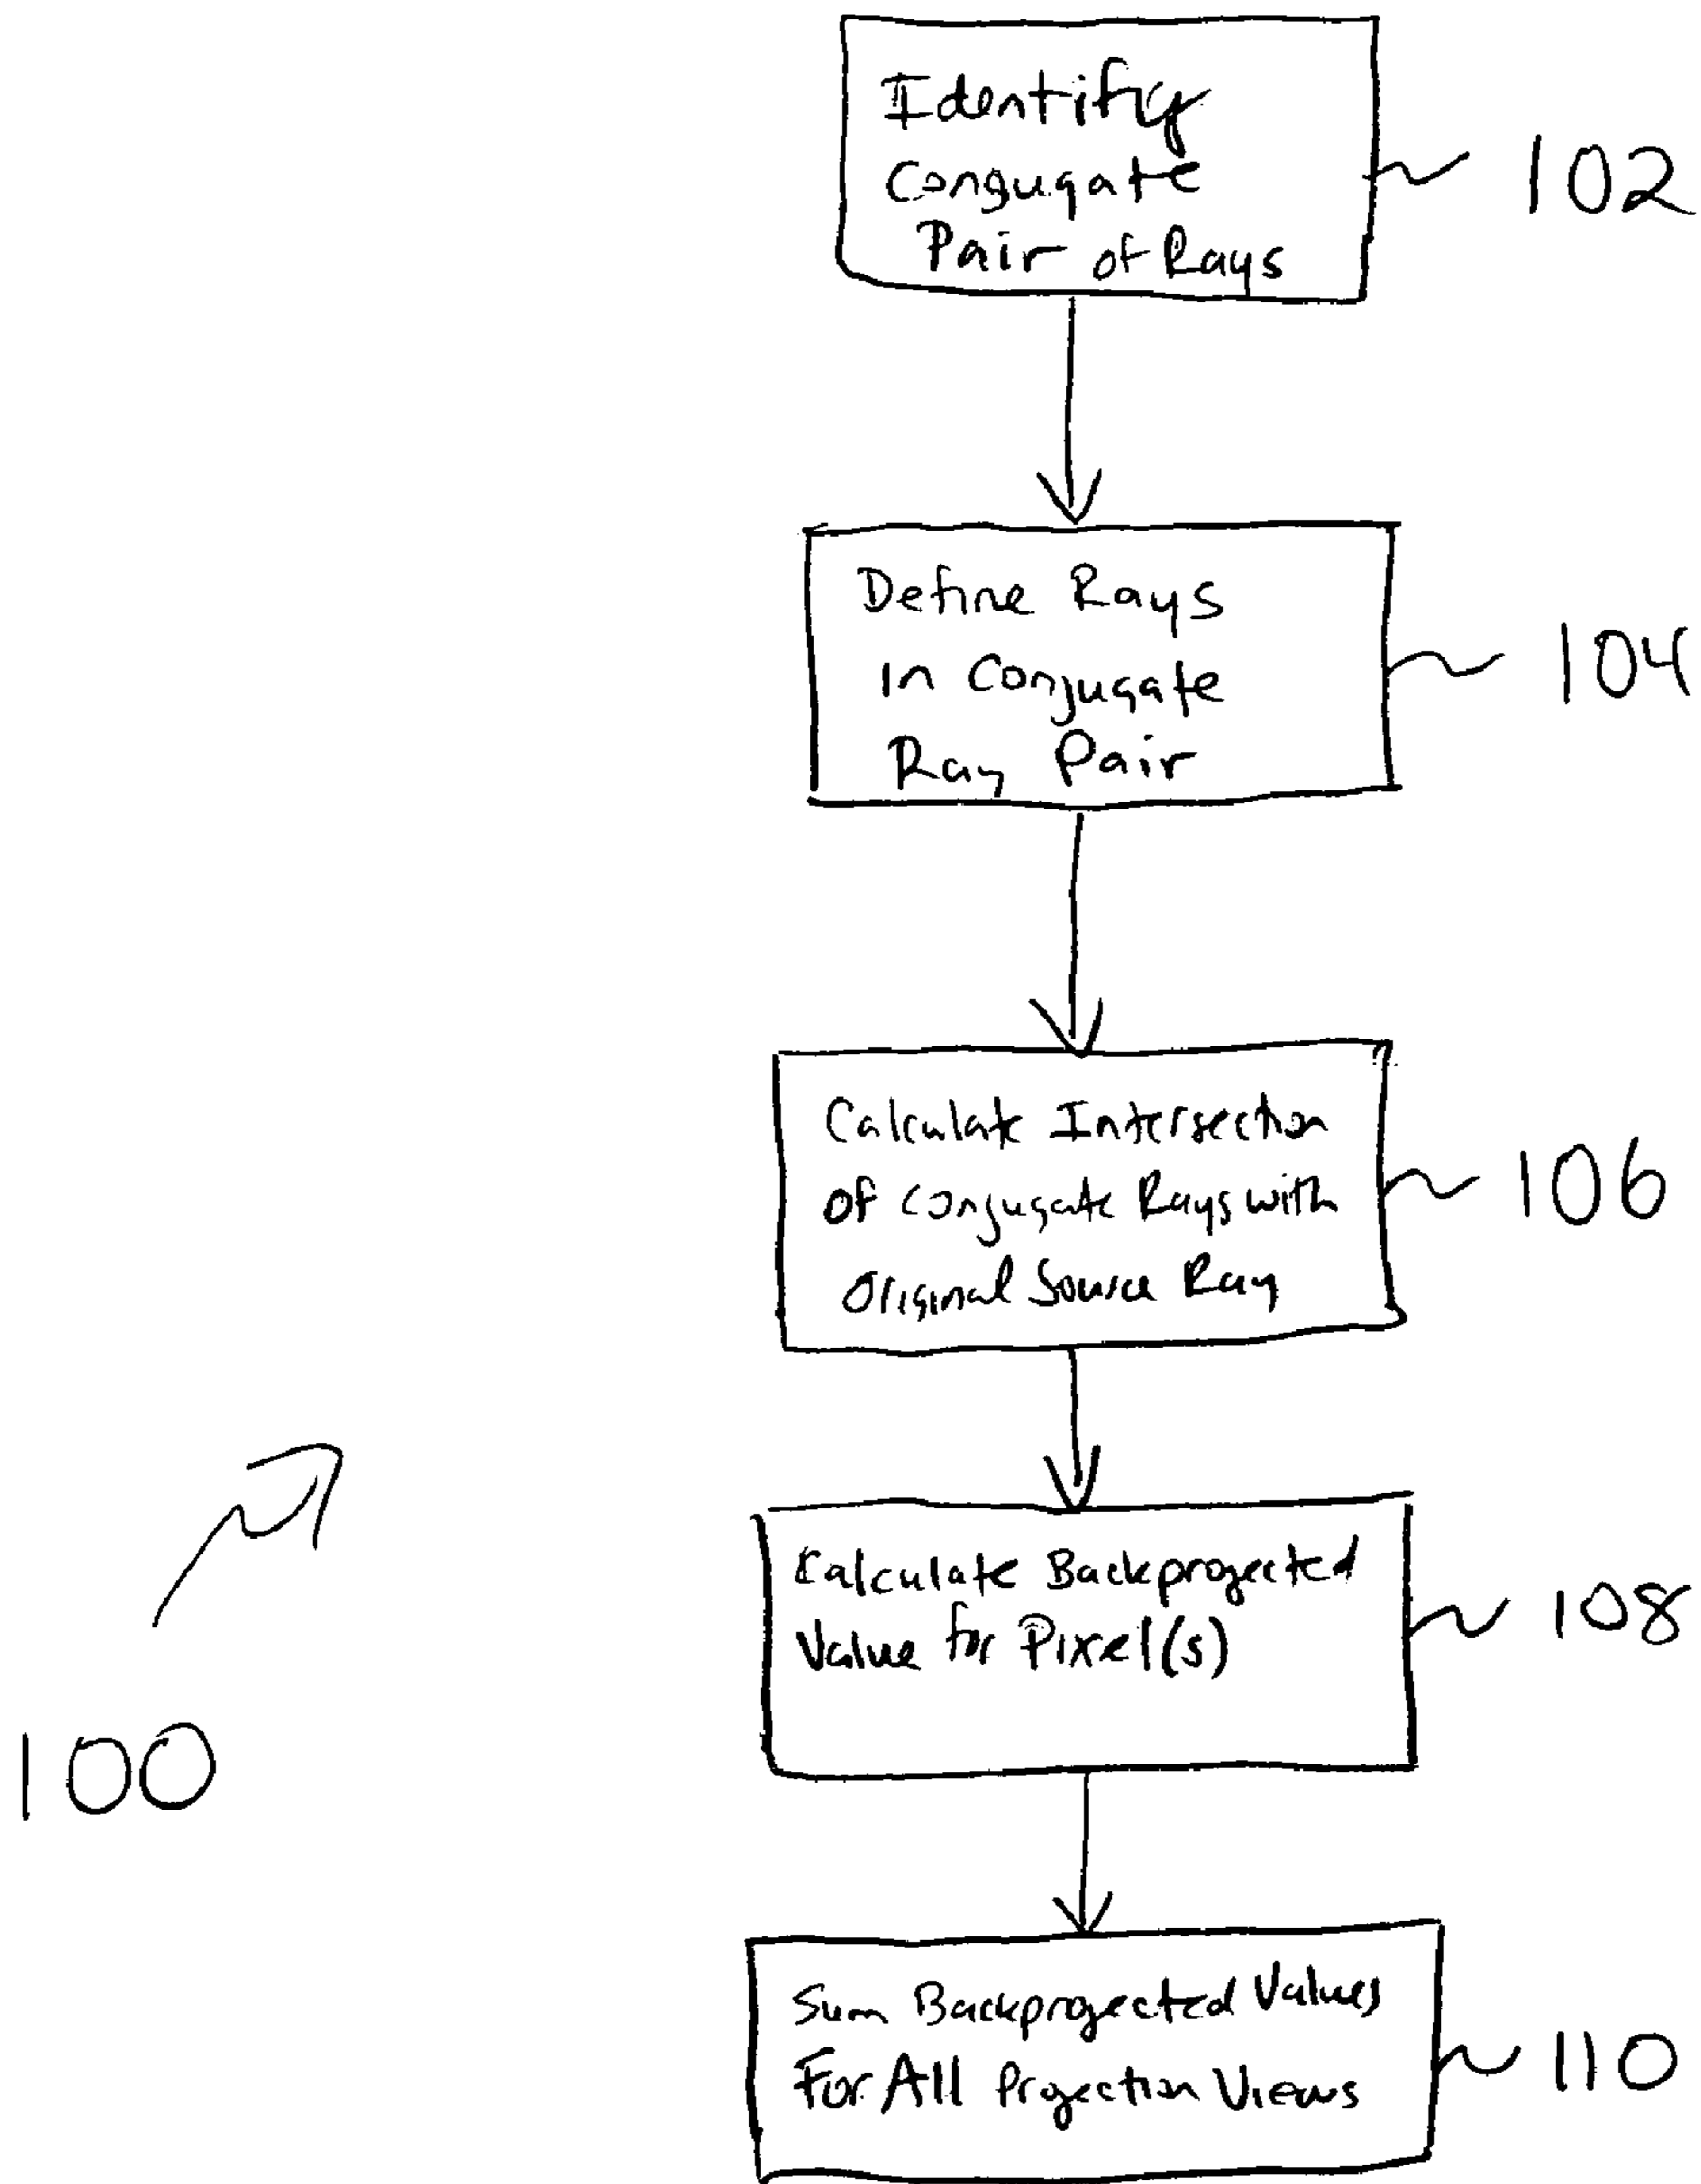 Identify
Conjugate
Pair of Rays
102
Define Rays
in Conjugate
Ray Pair
104
Calculate Intersection
of Conjugate Rays with
Original Source Ray
106
Calculate Backprojected
Value for Pixel(s)
108
100
Sum Backprojected Values
For All Projection Views
110